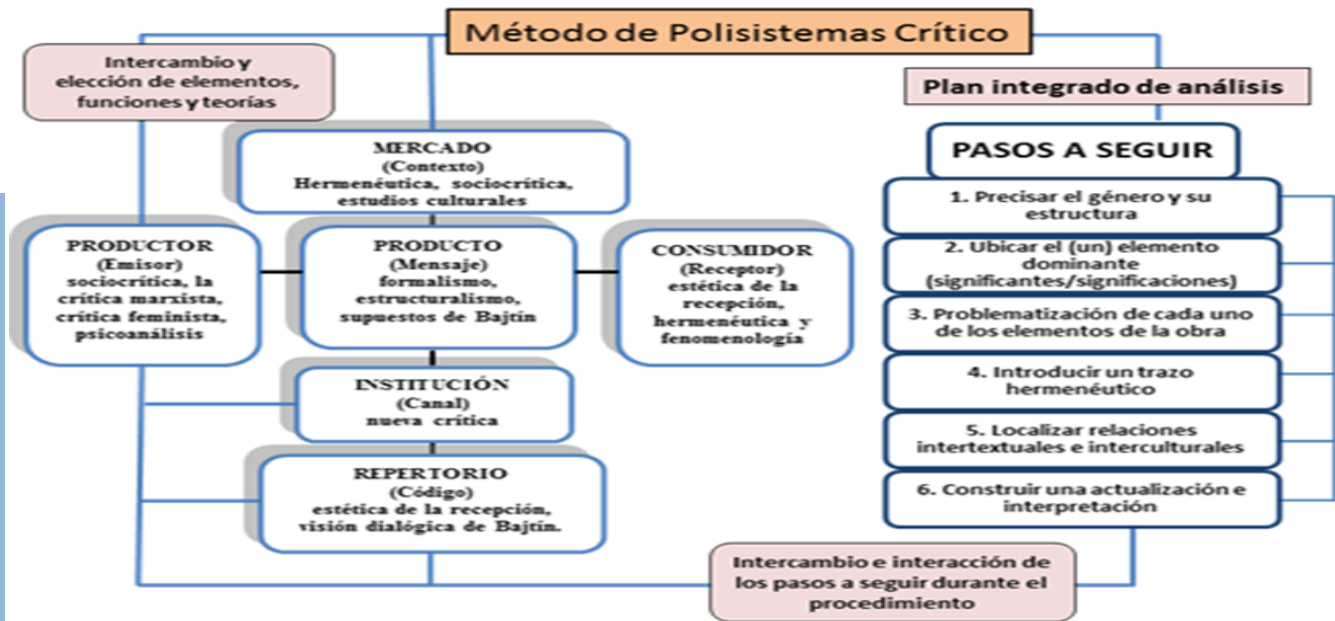 Método de Polisistemas Crítico
Intercambio y
elección de elementos,
funciones y teorías
MERCADO
(Contexto)
Hermenéutica, sociocrítica,
estudios culturales
PRODUCTOR
(Emisor)
sociocrítica, la
crítica marxista,
crítica feminista,
psicoanálisis
PRODUCTO
(Mensaje)
formalismo,
estructuralismo,
supuestos de Bajtín
CONSUMIDOR
(Receptor)
estética de la
recepción,
hermenéutica y
fenomenología
INSTITUCIÓN
(Canal)
nueva crítica
REPERTORIO
(Código)
estética de la recepción,
visión dialógica de Bajtín.
Plan integrado de análisis
PASOS A SEGUIR
1. Precisar el género y su
estructura
2. Ubicar el (un) elemento
dominante
(significantes/significaciones)
3. Problematización de cada uno
de los elementos de la obra
4. Introducir un trazo
hermenéutico
5. Localizar relaciones
intertextuales e interculturales
6. Construir una actualización e
interpretación
Intercambio e interacción de
los pasos a seguir durante el
procedimiento